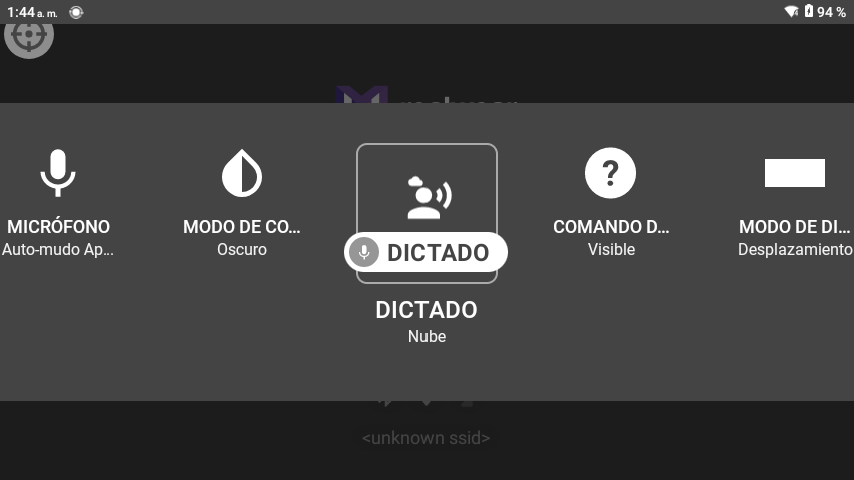 1:44 a. m.
94 %
MICRÓFONO
Auto-mudo Ap...
MODO DE CO...
Oscuro
DICTADO
DICTADO
Nube
COMANDO D...
Visible
MODO DE DI...
Desplazamiento
<unknown ssid>